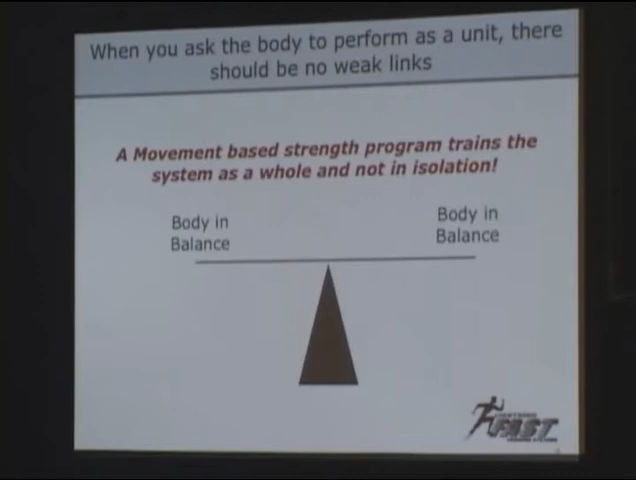 When you ask the body to perform as a unit, there
should be no weak links
A Movement based strength program trains the
system as a whole and not in isolation!
Body in
Balance
Body in
Balance
FAST